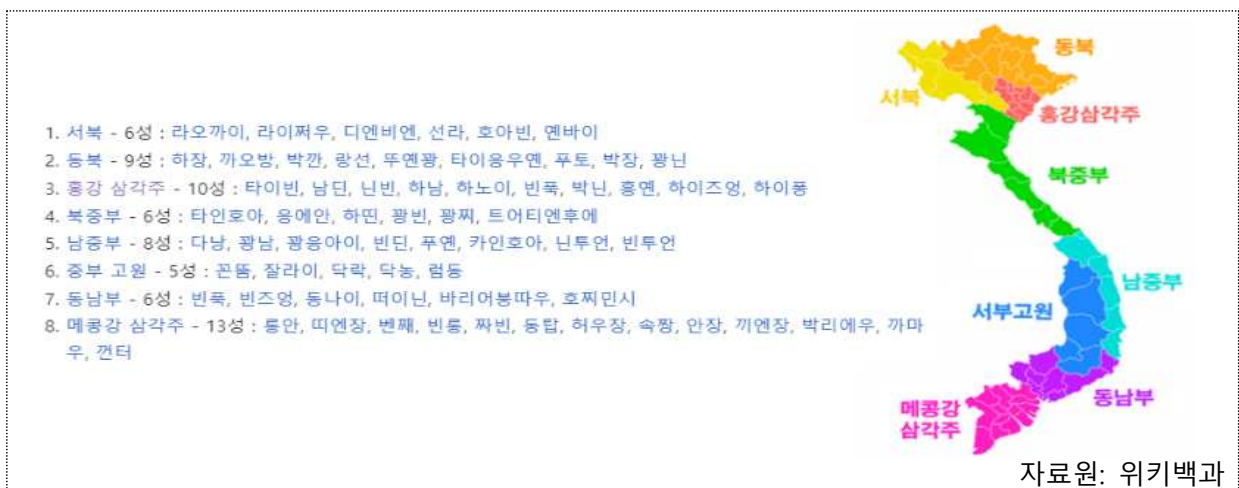 1. 서북 - 6성 : 라오까이, 라이쩌우, 디엔비엔, 선라, 호아빈, 옌바이
2. 동북 - 9성 : 하장, 까오방, 박깐, 랑선, 뚜옌꽝, 타이응우옌, 푸토, 박장, 꽝닌
3. 홍강 삼각주 - 10성 : 타이빈, 남딘, 닌빈, 하남, 하노이, 빈푹, 박닌, 흥옌, 하이즈엉, 하이퐁
4. 북중부 - 6성 : 타인호아, 응에안, 하띤, 꽝빈, 꽝찌, 트어티엔후에
5. 남중부 - 8성 : 다낭, 꽝남, 꽝응아이, 빈딘, 푸옌, 카인호아, 닌투언, 빈투언
6. 중부 고원 - 5성 : 꼰뚬, 잘라이, 닥락, 닥농, 럼동
7. 동남부 - 6성 : 빈푹, 빈즈엉, 동나이, 떠이닌, 바리어붕따우, 호찌민시
8. 메콩강 삼각주 - 13성 : 롱안, 띠엔장, 벤째, 빈롱, 짜빈, 동탑, 허우장, 속짱, 안장, 끼엔장, 박리에우, 까마
우, 껀터
동북
서북
홍강삼각주
북중부
남중부
서부고원
동남부
메콩강
삼각주
자료원: 위키백과